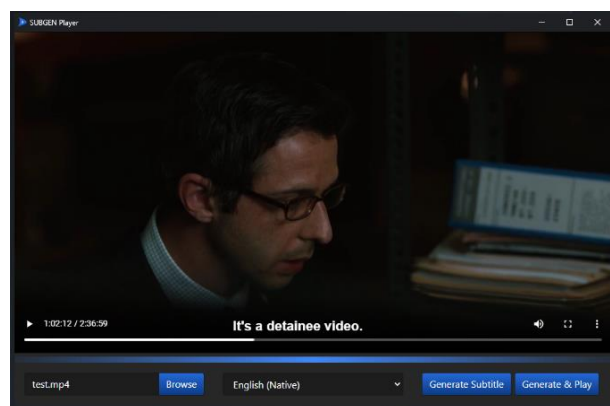 SUBGEN Player
1:02:12 / 2:36:59
It's a detainee video.
test.mp4
Browse
English (Native)
Generate Subtitle
Generate & Play